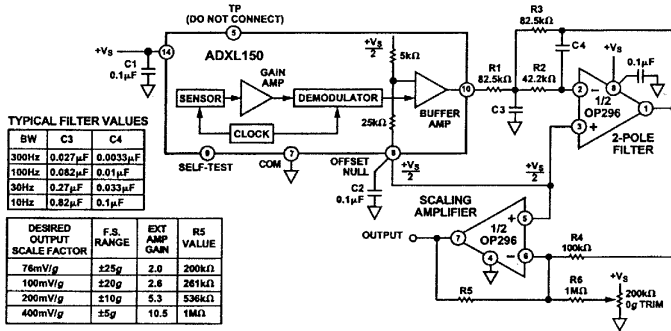 TP
(DO NOT CONNECT)
5
+VS
14
C1
0.1µF
ADXL150
+VS
2
5kΩ
GAIN
AMP
SENSOR
DEMODULATOR
BUFFER
AMP
CLOCK
25kΩ
10
9
SELF-TEST
7
COM
8
OFFSET
NULL
C2
0.1µF
+VS
2
+VS
2
R1
82.5kΩ
R3
82.5kΩ
C4
R2
42.2kΩ
C3
+VS
0.1µF
2
8
1/2
OP296
1
3
2-POLE
FILTER
SCALING
AMPLIFIER
OUTPUT
7
1/2
OP296
5
4
6
R4
100kΩ
R5
R6
1MΩ
+VS
200kΩ
0g TRIM
TYPICAL FILTER VALUES
BW C3 C4
300Hz 0.027µF 0.0033µF
100Hz 0.082µF 0.01µF
30Hz 0.27µF 0.033µF
10Hz 0.82µF 0.1µF
DESIRED OUTPUT SCALE FACTOR F.S. RANGE EXT AMP GAIN R5 VALUE
76mV/g ±25g 2.0 200kΩ
100mV/g ±20g 2.6 261kΩ
200mV/g ±10g 5.3 536kΩ
400mV/g ±5g 10.5 1MΩ